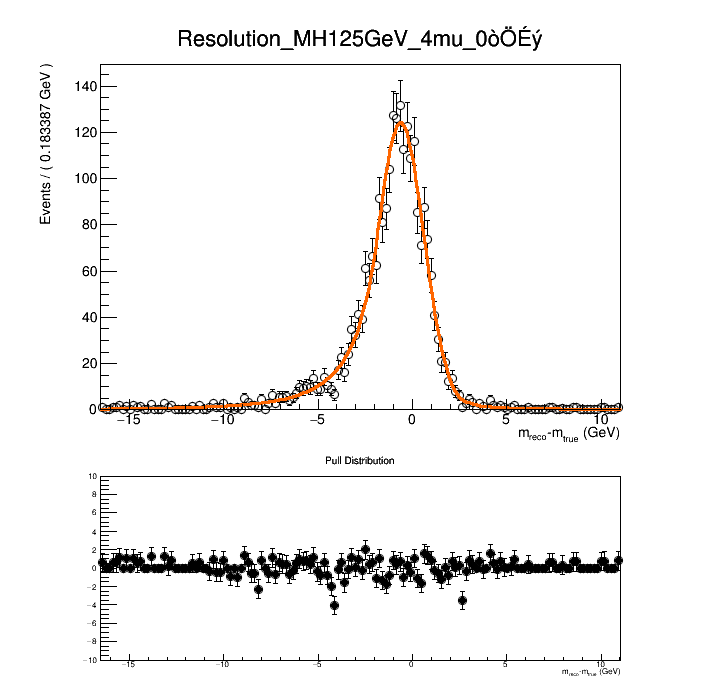 Resolution_MH125GeV_4mu_0òÖÉý
Events / ( 0.183387 GeV )
140
120
100
80
60
40
20
0
−15 −10 −5 0 5 10
m_reco-m_true (GeV)
Pull Distribution
10
8
6
4
2
0
−2
−4
−6
−8
−10
−15 −10 −5 0 5 10
m_reco-m_true (GeV)